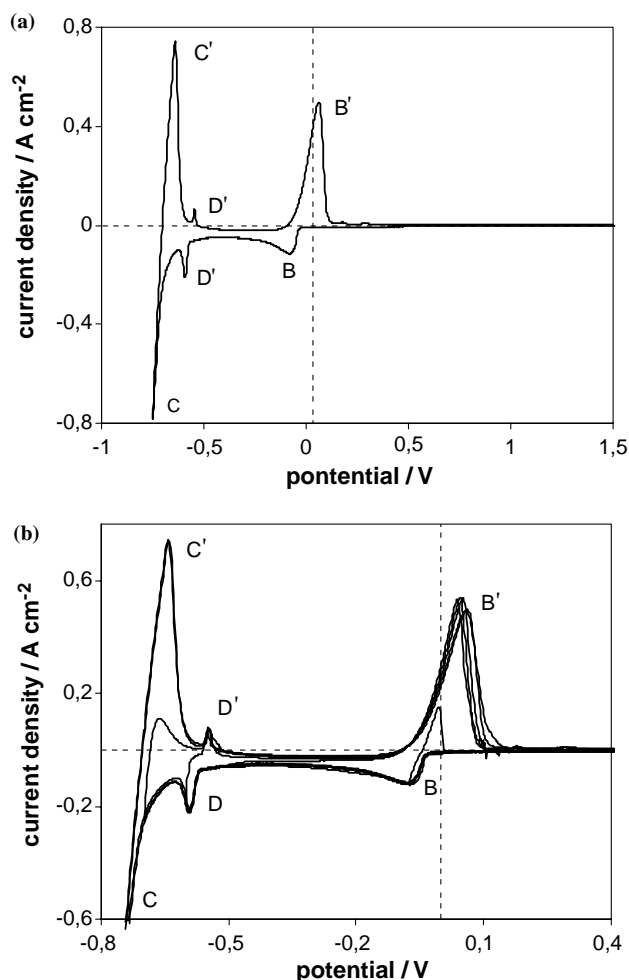 (a)
0,8
C'
B'
0,4
D'
0
D'
B
-0,4
C
-0,8
-1
-0,5
0
0,5
1
1,5
current density / A cm-2
pontential / V
(b)
C'
0,6
B'
D'
0,2
-0,2
D
B
C
-0,6
-0,8
-0,5
-0,2
0,1
0,4
current density / A cm-2
potential / V